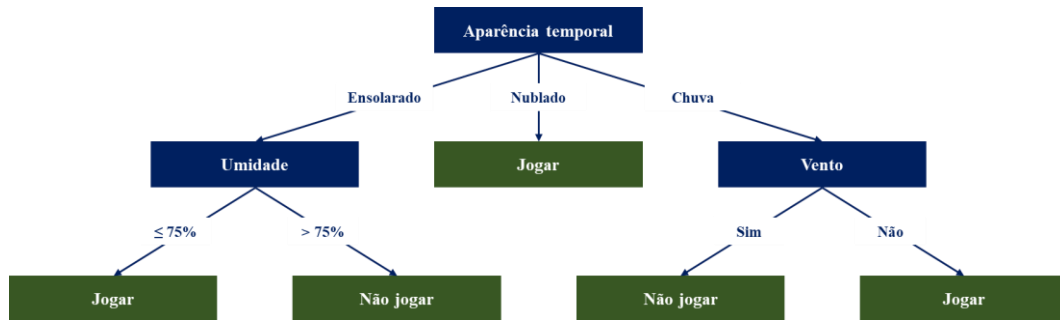 Aparência temporal
Ensolarado
Nublado
Chuva
Umidade
Jogar
Vento
≤ 75%
> 75%
Sim
Não
Jogar
Não jogar
Não jogar
Jogar